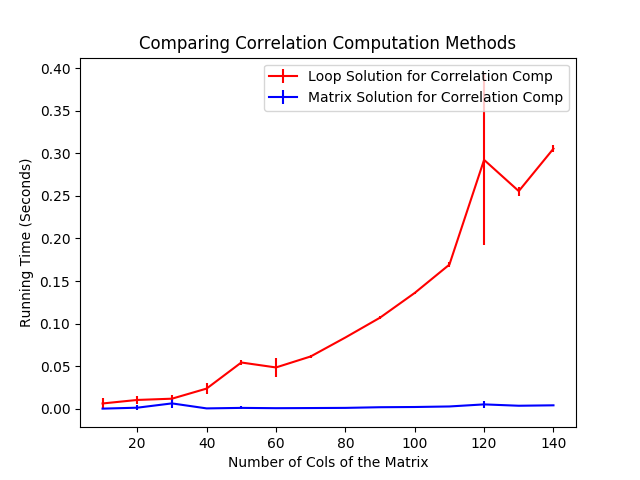 Comparing Correlation Computation Methods
Loop Solution for Correlation Comp
Matrix Solution for Correlation Comp
Running Time (Seconds)
0.40
0.35
0.30
0.25
0.20
0.15
0.10
0.05
0.00
20 40 60 80 100 120 140
Number of Cols of the Matrix